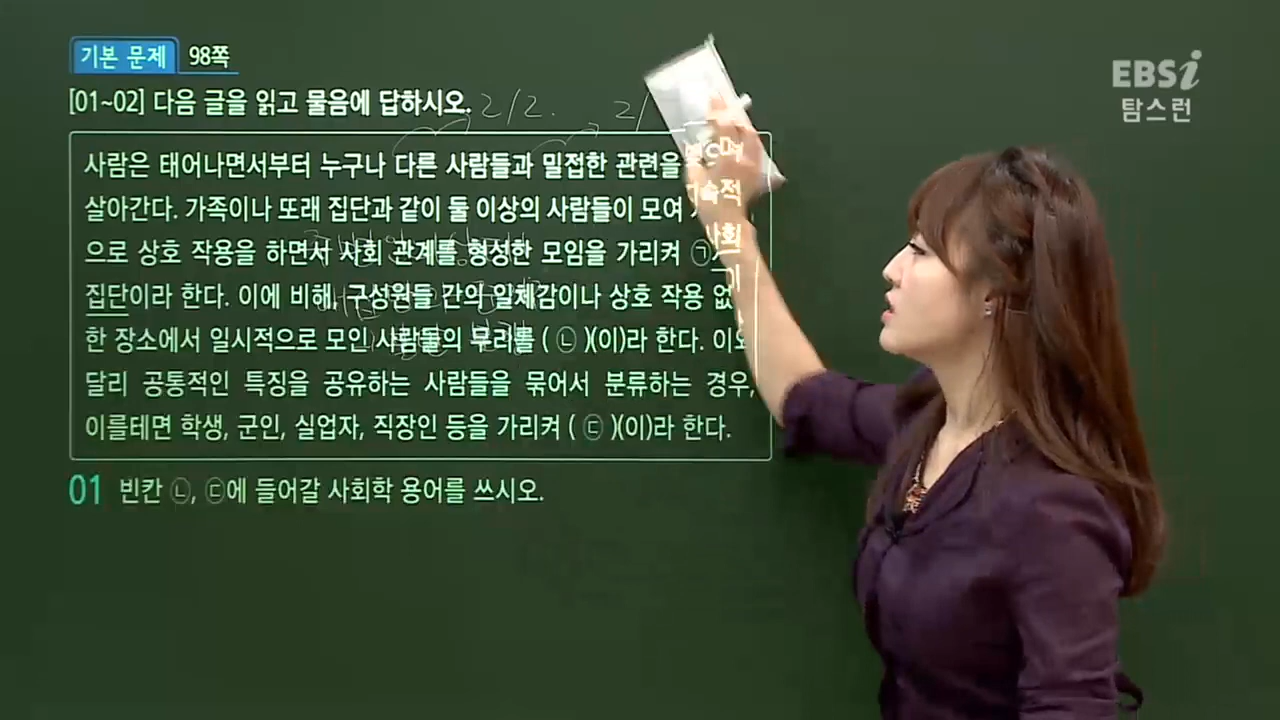 기본 문제 98쪽
EBSi
탐스런
[01~02] 다음 글을 읽고 물음에 답하시오.
사람은 태어나면서부터 누구나 다른 사람들과 밀접한 관련을
살아간다. 가족이나 또래 집단과 같이 둘 이상의 사람들이 모여
으로 상호 작용을 하면서 사회 관계를 형성한 모임을 가리켜 ㉠
집단이라 한다. 이에 비해, 구성원들 간의 일체감이나 상호 작용 없
한 장소에서 일시적으로 모인 사람들의 무리를 ( ㉡ )(이)라 한다. 이와
달리 공통적인 특징을 공유하는 사람들을 묶어서 분류하는 경우,
이를테면 학생, 군인, 실업자, 직장인 등을 가리켜 ( ㉢ )(이)라 한다.
01 빈칸 ㉡, ㉢에 들어갈 사회학 용어를 쓰시오.